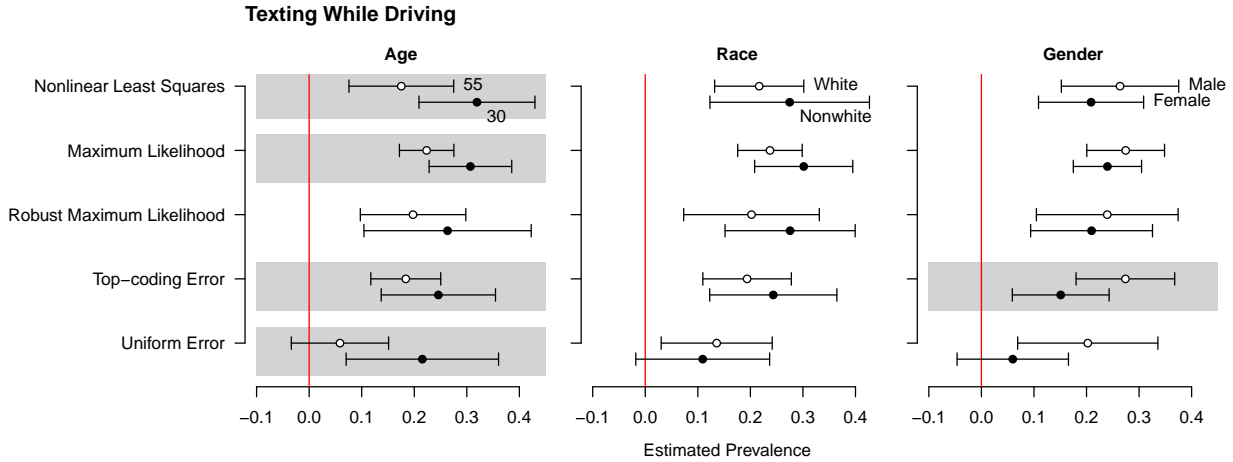 Texting While Driving
Age
Race
Gender
Nonlinear Least Squares
55
30
White
Nonwhite
Male
Female
Maximum Likelihood
Robust Maximum Likelihood
Top−coding Error
Uniform Error
−0.1 0.0 0.1 0.2 0.3 0.4
−0.1 0.0 0.1 0.2 0.3 0.4
−0.1 0.0 0.1 0.2 0.3 0.4
Estimated Prevalence